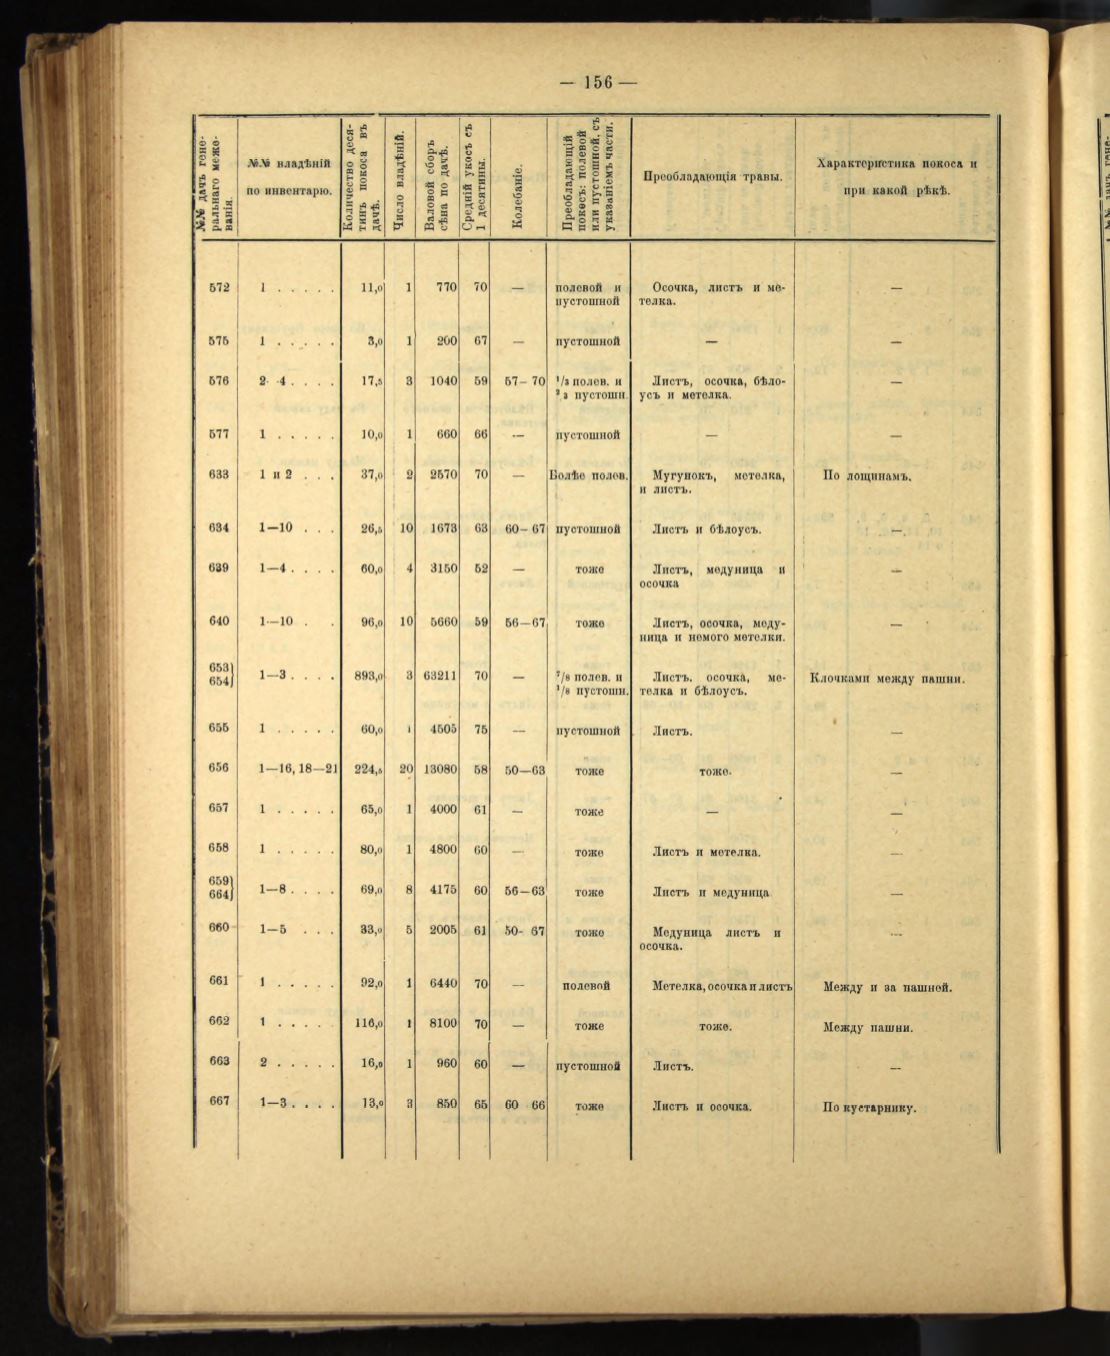 — 156 —
№№ дачъ гене-
ральнаго меже-
ванія.
№№ владѣній
по инвентарю.
Количество деся-
тинъ покоса въ
дачѣ.
Число владѣній.
Валовой сборъ
сѣна по дачѣ.
Средній укосъ съ
1 десятины.
Колебаніе.
Преобладающій
покосъ: полевой
или пустошной, съ
указаніемъ части.
Преобладающія травы.
Характеристика покоса и
при какой рѣкѣ.
572 1 . . . . . 11,0 1 770 70 — полевой и Осочка, листъ и ме- —
пустошной телка.
575 1 . . . . . 3,0 1 200 67 — пустошной — —
576 2-4 . . . . 17,5 3 1040 59 57-70 1/3 полев. и Листъ, осочка, бѣло- —
2/3 пустошн. усъ и метелка.
577 1 . . . . . 10,0 1 660 66 — пустошной — —
633 1 и 2 . . . 37,0 2 2570 70 — Болѣе полев. Мугунокъ, метелка, По лощинамъ.
и листъ.
634 1—10 . . . 26,5 10 1673 63 60-67 пустошной Листъ и бѣлоусъ. —
639 1—4 . . . . 60,0 4 3150 52 — тоже Листъ, медуница и —
осочка
640 1—10 . . 96,0 10 5660 59 56—67 тоже Листъ, осочка, меду- —
ница и немого метелки.
653}
654} 1—3 . . . . 893,0 3 63211 70 — 7/8 полев. и Листъ. осочка, ме- Клочками между пашни.
1/8 пустошн. телка и бѣлоусъ.
655 1 . . . . . 60,0 1 4505 75 — пустошной Листъ. —
656 1—16, 18—21 224,5 20 13080 58 50—63 тоже тоже. —
657 1 . . . . . 65,0 1 4000 61 — тоже — —
658 1 . . . . . 80,0 1 4800 60 — тоже Листъ и метелка. —
659}
664} 1—8 . . . . 69,0 8 4175 60 56—63 тоже Листъ и медуница —
660 1—5 . . . 33,0 5 2005 61 50-67 тоже Медуница листъ и —
осочка.
661 1 . . . . . 92,0 1 6440 70 — полевой Метелка, осочка и листъ Между и за пашней.
662 1 . . . . . 116,0 1 8100 70 — тоже тоже. Между пашни.
663 2 . . . . . 16,0 1 960 60 — пустошной Листъ. —
667 1—3 . . . . 13,0 3 850 65 60 66 тоже Листъ и осочка. По кустарнику.